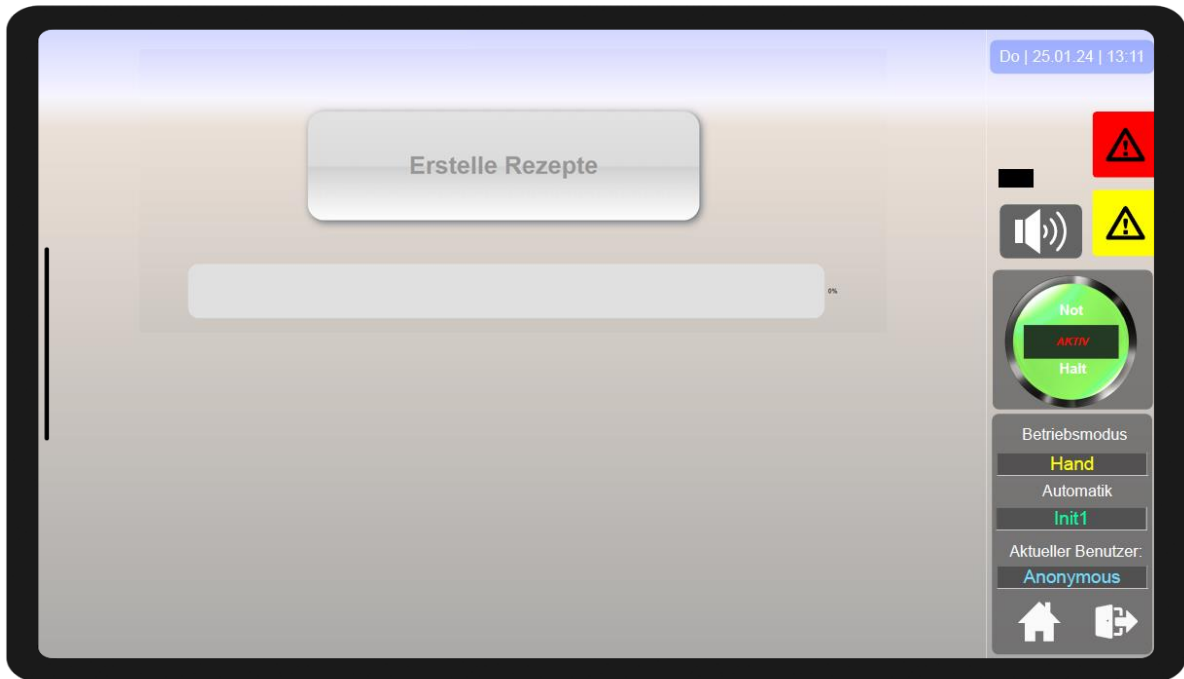 Do | 25.01.24 | 13:11
Erstelle Rezepte
0%
Not
AKTIV
Halt
Betriebsmodus
Hand
Automatik
Init1
Aktueller Benutzer:
Anonymous